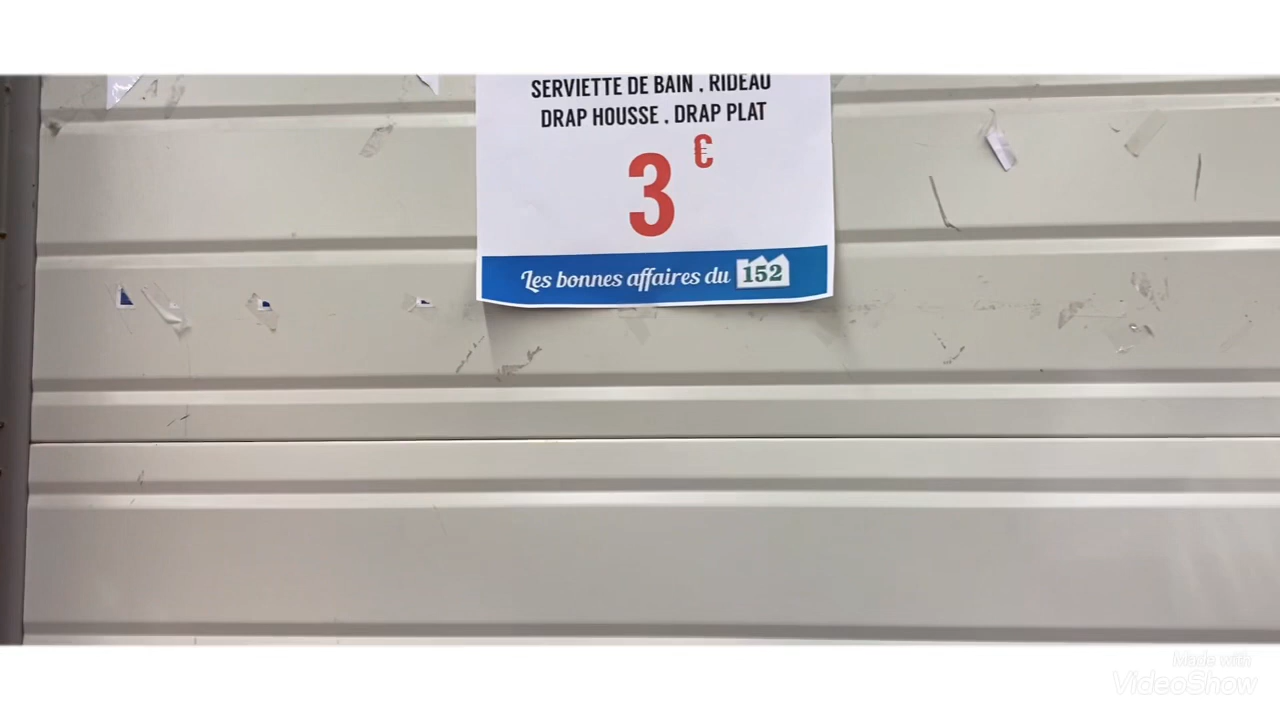 SERVIETTE DE BAIN . RIDEAU
DRAP HOUSSE . DRAP PLAT
3€
Les bonnes affaires du 152
Made with
VideoShow